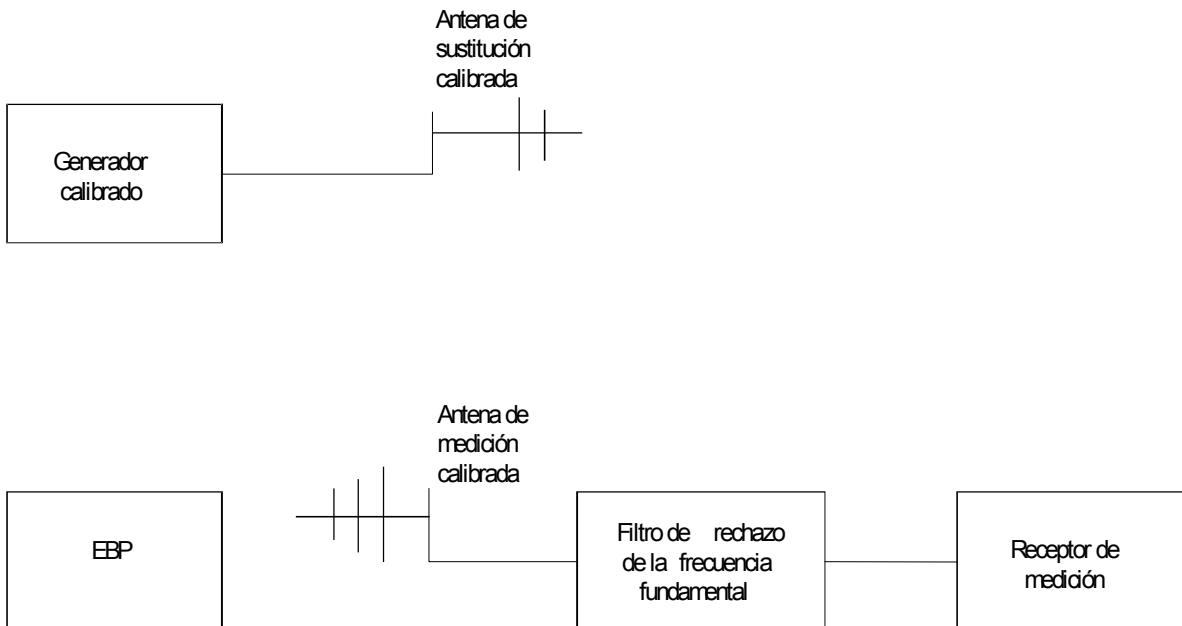 Antena de
sustitución
calibrada
Generador
calibrado
Antena de
medición
calibrada
EBP
Filtro de rechazo
de la frecuencia
fundamental
Receptor de
medición